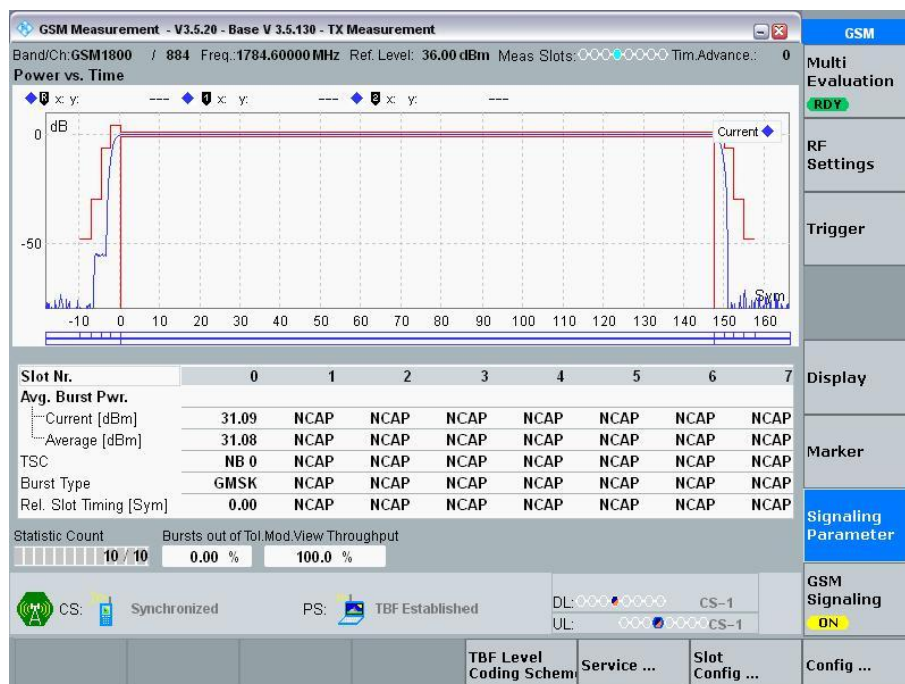 GSM Measurement - V3.5.20 - Base V 3.5.130 - TX Measurement
GSM
Band/Ch:GSM1800 / 884 Freq.:1784.60000 MHz Ref. Level: 36.00 dBm Meas Slots: Tim.Advance.: 0
Power vs. Time
Multi
Evaluation
RDY
R x: y: --- 1 x: y: --- 2 x: y: ---
dB
Current
0
-50
Sym
-10 0 10 20 30 40 50 60 70 80 90 100 110 120 130 140 150 160
RF
Settings
Trigger
Slot Nr. 0 1 2 3 4 5 6 7
Avg. Burst Pwr.
Current [dBm] 31.09 NCAP NCAP NCAP NCAP NCAP NCAP NCAP
Average [dBm] 31.08 NCAP NCAP NCAP NCAP NCAP NCAP NCAP
TSC NB 0 NCAP NCAP NCAP NCAP NCAP NCAP NCAP
Burst Type GMSK NCAP NCAP NCAP NCAP NCAP NCAP NCAP
Rel. Slot Timing [Sym] 0.00 NCAP NCAP NCAP NCAP NCAP NCAP NCAP
Display
Marker
Signaling
Parameter
Statistic Count Bursts out of Tol.Mod.View Throughput
10 / 10 0.00 % 100.0 %
CS: Synchronized PS: TBF Established
DL: CS-1
UL: CS-1
GSM
Signaling
ON
TBF Level
Coding Schem
Service ...
Slot
Config ...
Config ...